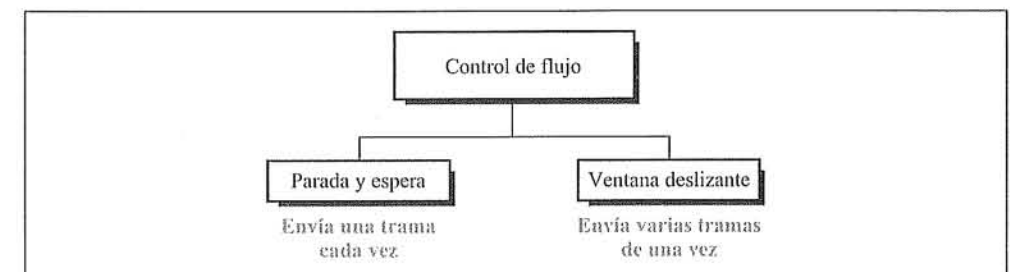 Control de flujo
Parada y espera
Ventana deslizante
Envía una trama
cada vez
Envía varias tramas
de una vez